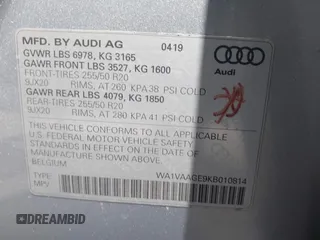 MFD. BY AUDI AG 04/19
GVWR LBS 6978, KG 3165
GAWR FRONT LBS 3527, KG 1600
FRONT-TIRES 255/50 R20
9JX20 RIMS, AT 260 KPA 38 PSI COLD
GAWR REAR LBS 4079, KG 1850
REAR-TIRES 255/50 R20
9JX20 RIMS, AT 280 KPA 41 PSI COLD
Audi
THIS VEHICLE CONFORMS TO ALL APPLICABLE
U.S. FEDERAL MOTOR VEHICLE SAFETY
STANDARDS IN EFFECT ON THE DATE OF
MANUFACTURE SHOWN ABOVE.
BELGIUM
TYPE: WA1VAAGE9KB010814
MPV
DREAMBID